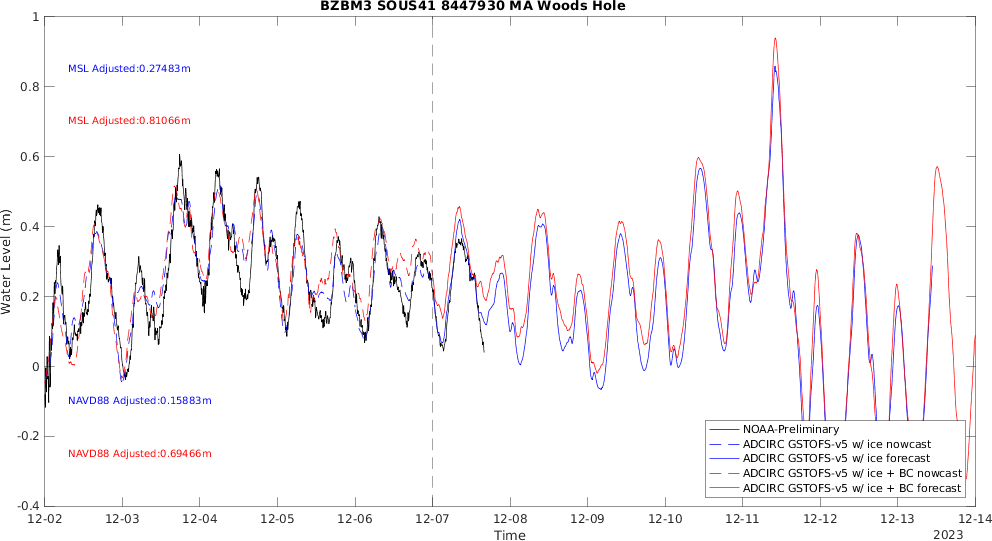 BZBM3 SOUS41 8447930 MA Woods Hole
1
0.8
0.6
0.4
0.2
0
-0.2
-0.4
Water Level (m)
MSL Adjusted:0.27483m
MSL Adjusted:0.81066m
NAVD88 Adjusted:0.15883m
NAVD88 Adjusted:0.69466m
NOAA-Preliminary
ADCIRC GSTOFS-v5 w/ ice nowcast
ADCIRC GSTOFS-v5 w/ ice forecast
ADCIRC GSTOFS-v5 w/ ice + BC nowcast
ADCIRC GSTOFS-v5 w/ ice + BC forecast
12-02 12-03 12-04 12-05 12-06 12-07 12-08 12-09 12-10 12-11 12-12 12-13 12-14
Time
2023